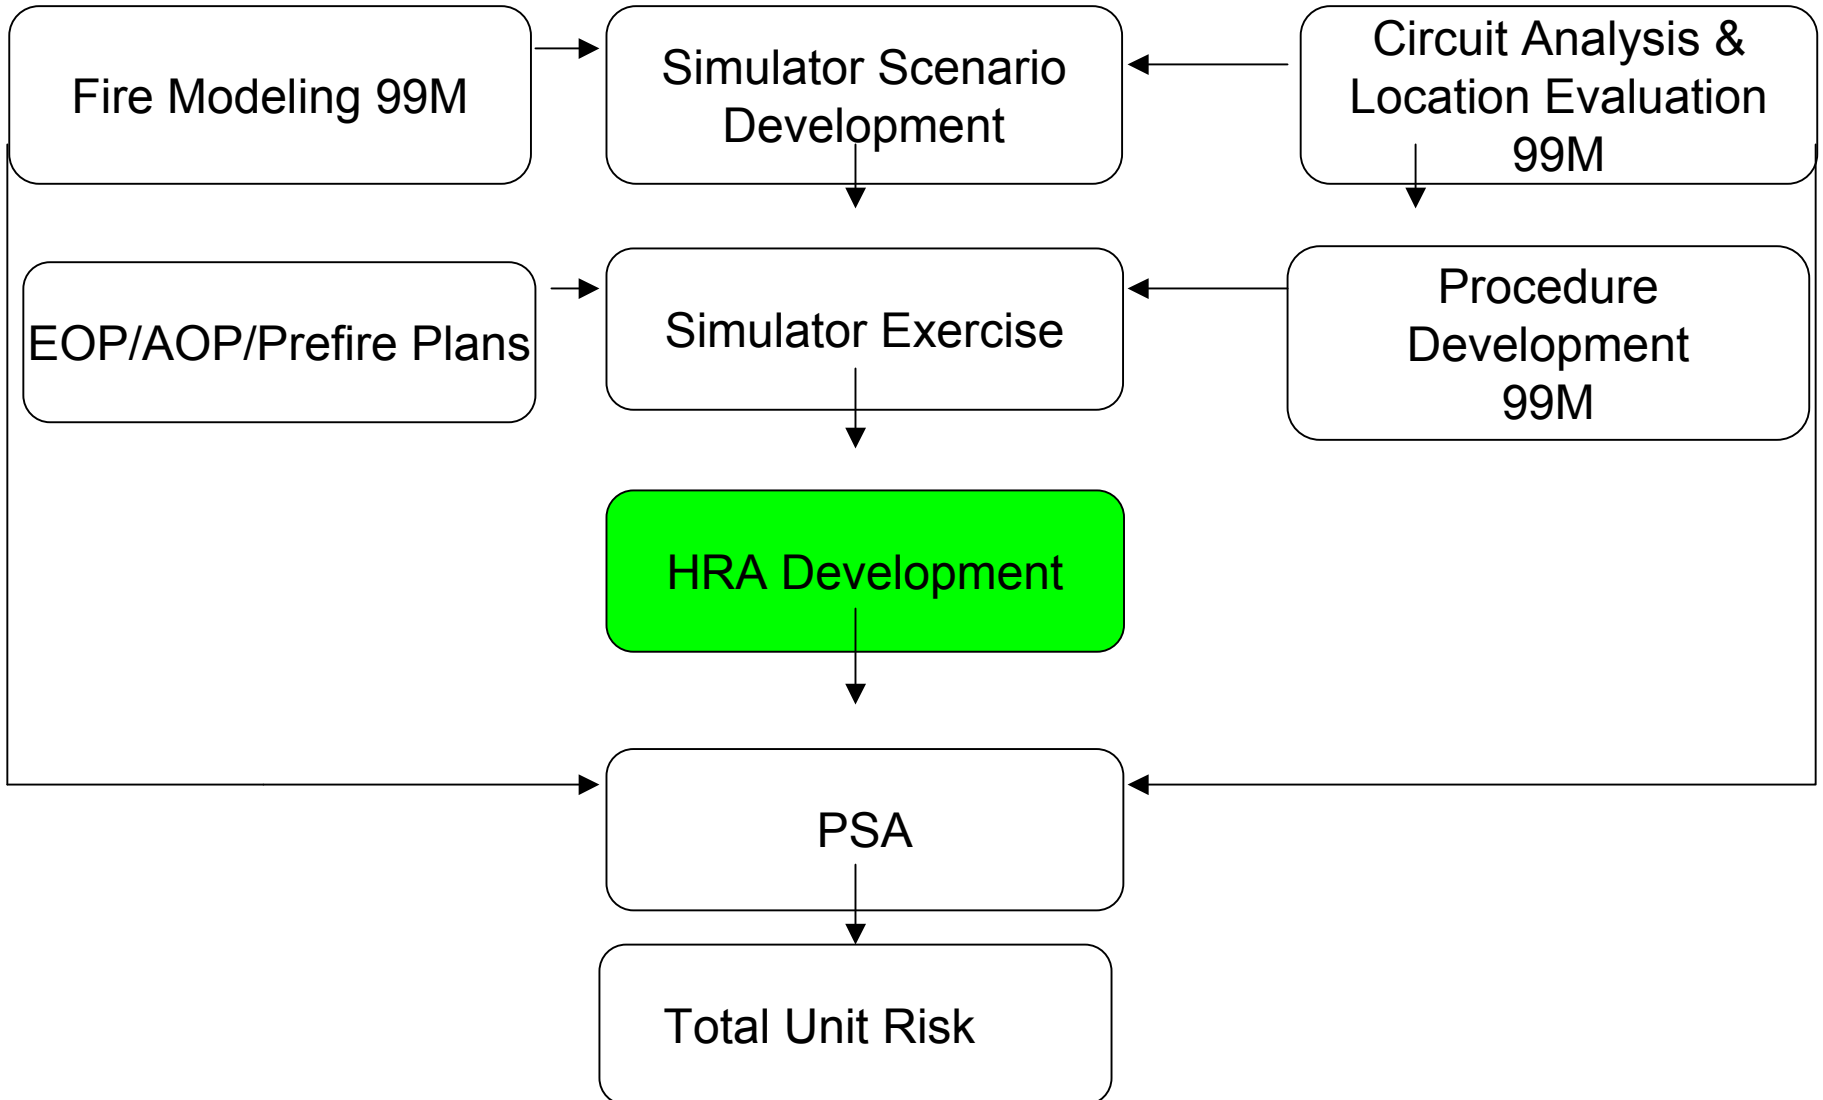 Fire Modeling 99M
Simulator Scenario
Development
Circuit Analysis &
Location Evaluation
99M
EOP/AOP/Prefire Plans
Simulator Exercise
Procedure
Development
99M
HRA Development
PSA
Total Unit Risk